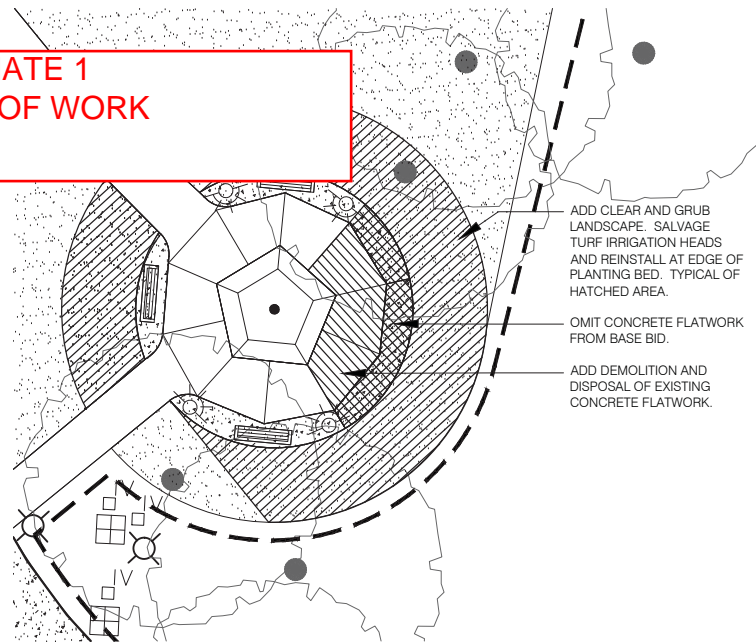 ATE 1
OF WORK
ADD CLEAR AND GRUB
LANDSCAPE. SALVAGE
TURF IRRIGATION HEADS
AND REINSTALL AT EDGE OF
PLANTING BED. TYPICAL OF
HATCHED AREA.
OMIT CONCRETE FLATWORK
FROM BASE BID.
ADD DEMOLITION AND
DISPOSAL OF EXISTING
CONCRETE FLATWORK.